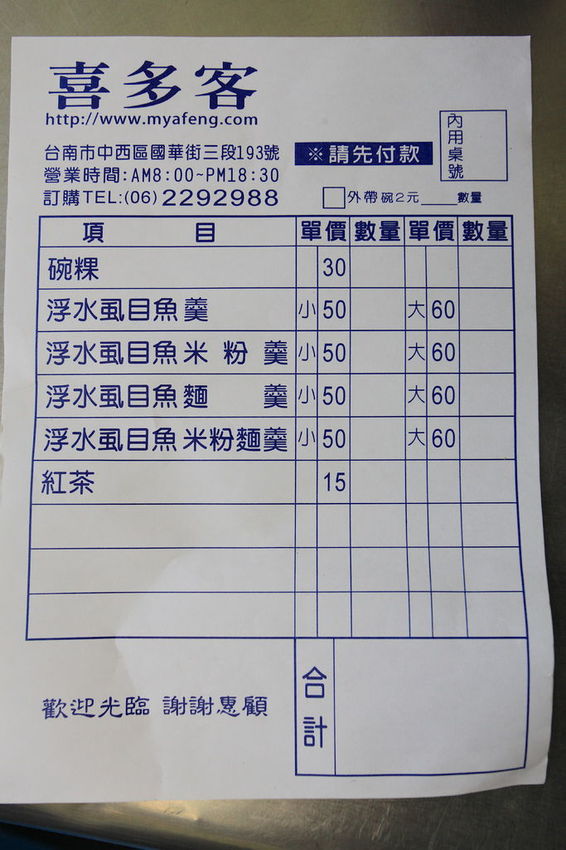 喜多客
http://www.myafeng.com
內用桌號
台南市中西區國華街三段193號
※請先付款
營業時間:AM8:00~PM18:30
訂購TEL:(06)2292988
外帶碗2元____數量
項 目 單價 數量 單價 數量
碗粿 30
浮水虱目魚羹 小 50 大 60
浮水虱目魚米粉羹 小 50 大 60
浮水虱目魚麵羹 小 50 大 60
浮水虱目魚米粉麵羹 小 50 大 60
紅茶 15
合計
歡迎光臨 謝謝惠顧